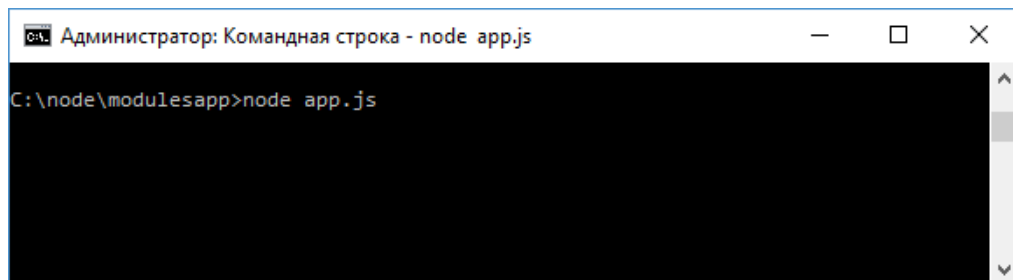 Администратор: Командная строка - node app.js
C:\node\modulesapp>node app.js